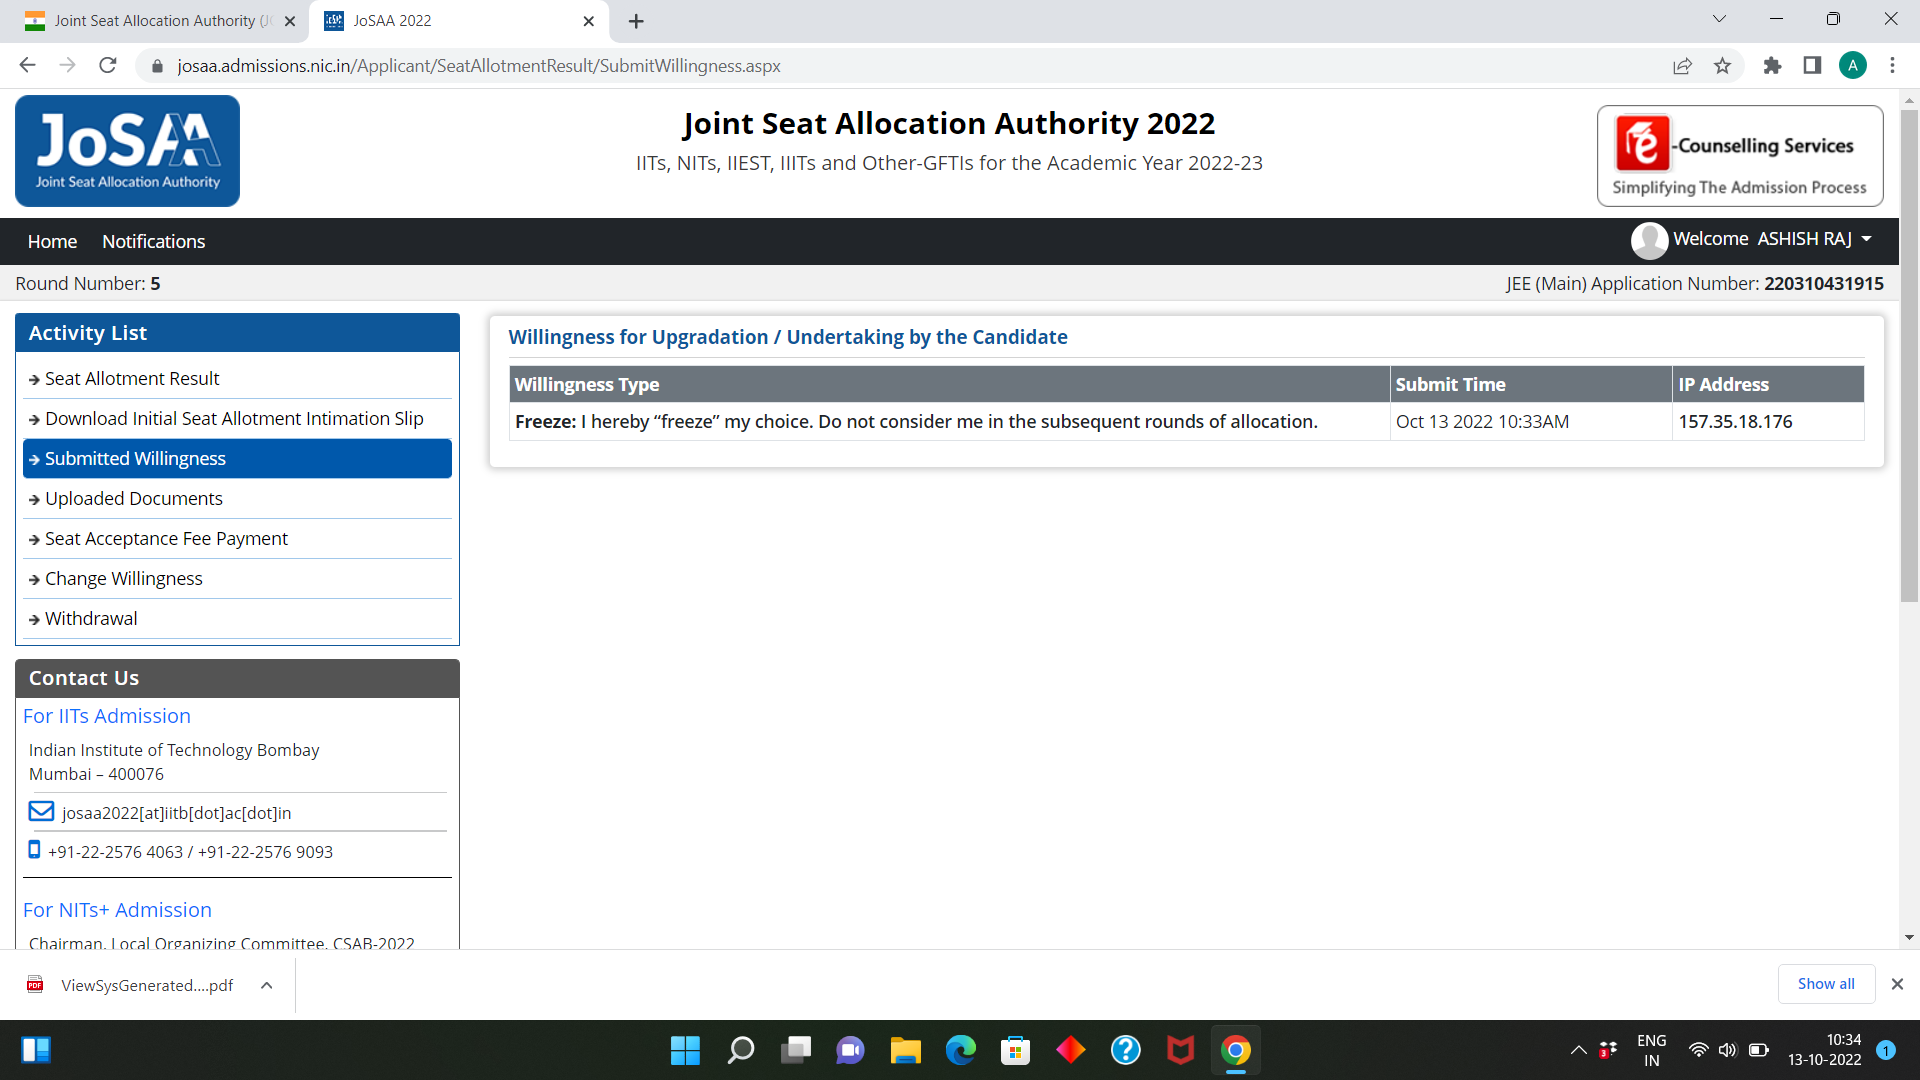 Joint Seat Allocation Authority (JO
JoSAA 2022
josaa.admissions.nic.in/Applicant/SeatAllotmentResult/SubmitWillingness.aspx
A
JoSAA
Joint Seat Allocation Authority
Joint Seat Allocation Authority 2022
IITs, NITs, IIEST, IIITs and Other-GFTIs for the Academic Year 2022-23
e-Counselling Services
Simplifying The Admission Process
Home Notifications
Welcome ASHISH RAJ
Round Number: 5
JEE (Main) Application Number: 220310431915
Activity List
Seat Allotment Result
Download Initial Seat Allotment Intimation Slip
Submitted Willingness
Uploaded Documents
Seat Acceptance Fee Payment
Change Willingness
Withdrawal
Willingness for Upgradation / Undertaking by the Candidate
Willingness Type Submit Time IP Address
Freeze: I hereby “freeze” my choice. Do not consider me in the subsequent rounds of allocation. Oct 13 2022 10:33AM 157.35.18.176
Contact Us
For IITs Admission
Indian Institute of Technology Bombay
Mumbai – 400076
josaa2022[at]iitb[dot]ac[dot]in
+91-22-2576 4063 / +91-22-2576 9093
For NITs+ Admission
Chairman, Local Organizing Committee, CSAB-2022
PDF
ViewSysGenerated....pdf
Show all
3
ENG
IN
10:34
13-10-2022
1